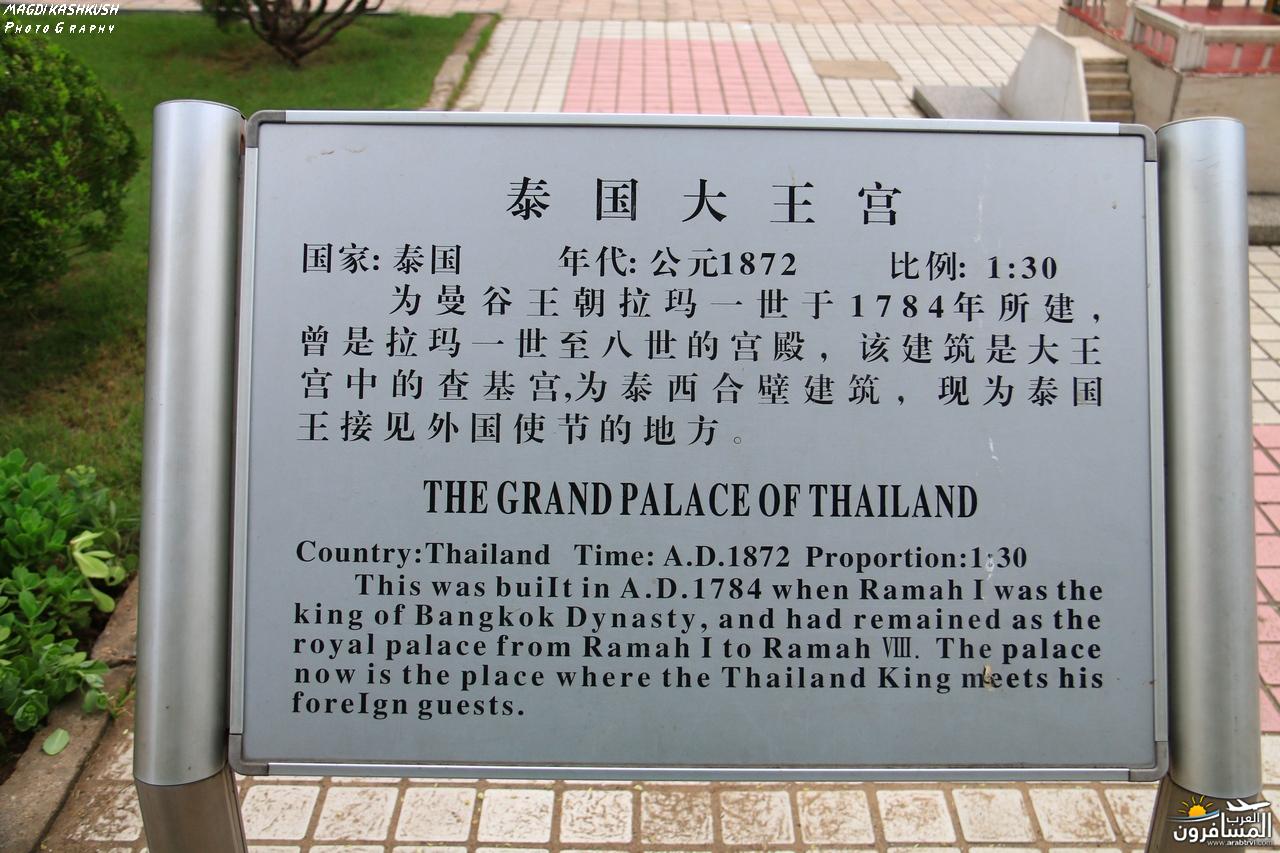 MAGDI KASHKUSH
PHOTOGRAPHY
泰国大王宫
国家: 泰国 年代: 公元1872 比例: 1:30
为曼谷王朝拉玛一世于1784年所建,
曾是拉玛一世至八世的宫殿, 该建筑是大王
宫中的查基宫,为泰西合壁建筑, 现为泰国
王接见外国使节的地方。
THE GRAND PALACE OF THAILAND
Country:Thailand Time: A.D.1872 Proportion:1:30
This was buiIt in A.D.1784 when Ramah I was the
king of Bangkok Dynasty, and had remained as the
royal palace from Ramah I to Ramah Ⅷ. The palace
now is the place where the Thailand King meets his
foreIgn guests.
العرب
المسافرون
www.arabtrvl.com